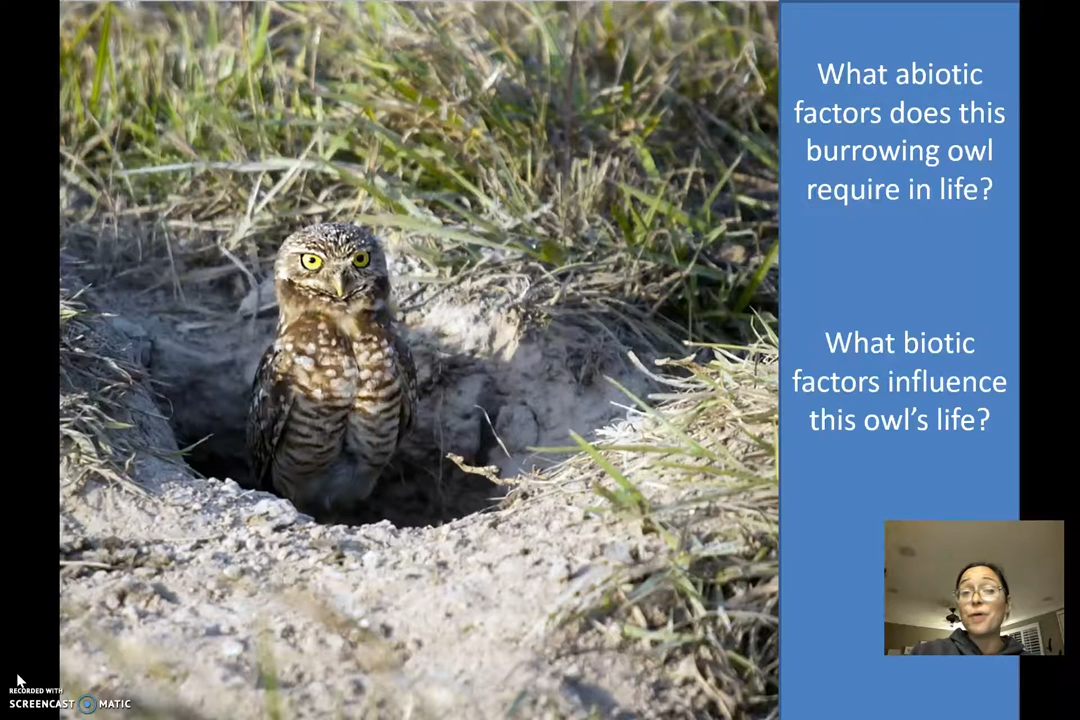 What abiotic
factors does this
burrowing owl
require in life?
What biotic
factors influence
this owl’s life?
RECORDED WITH
SCREENCAST MATIC